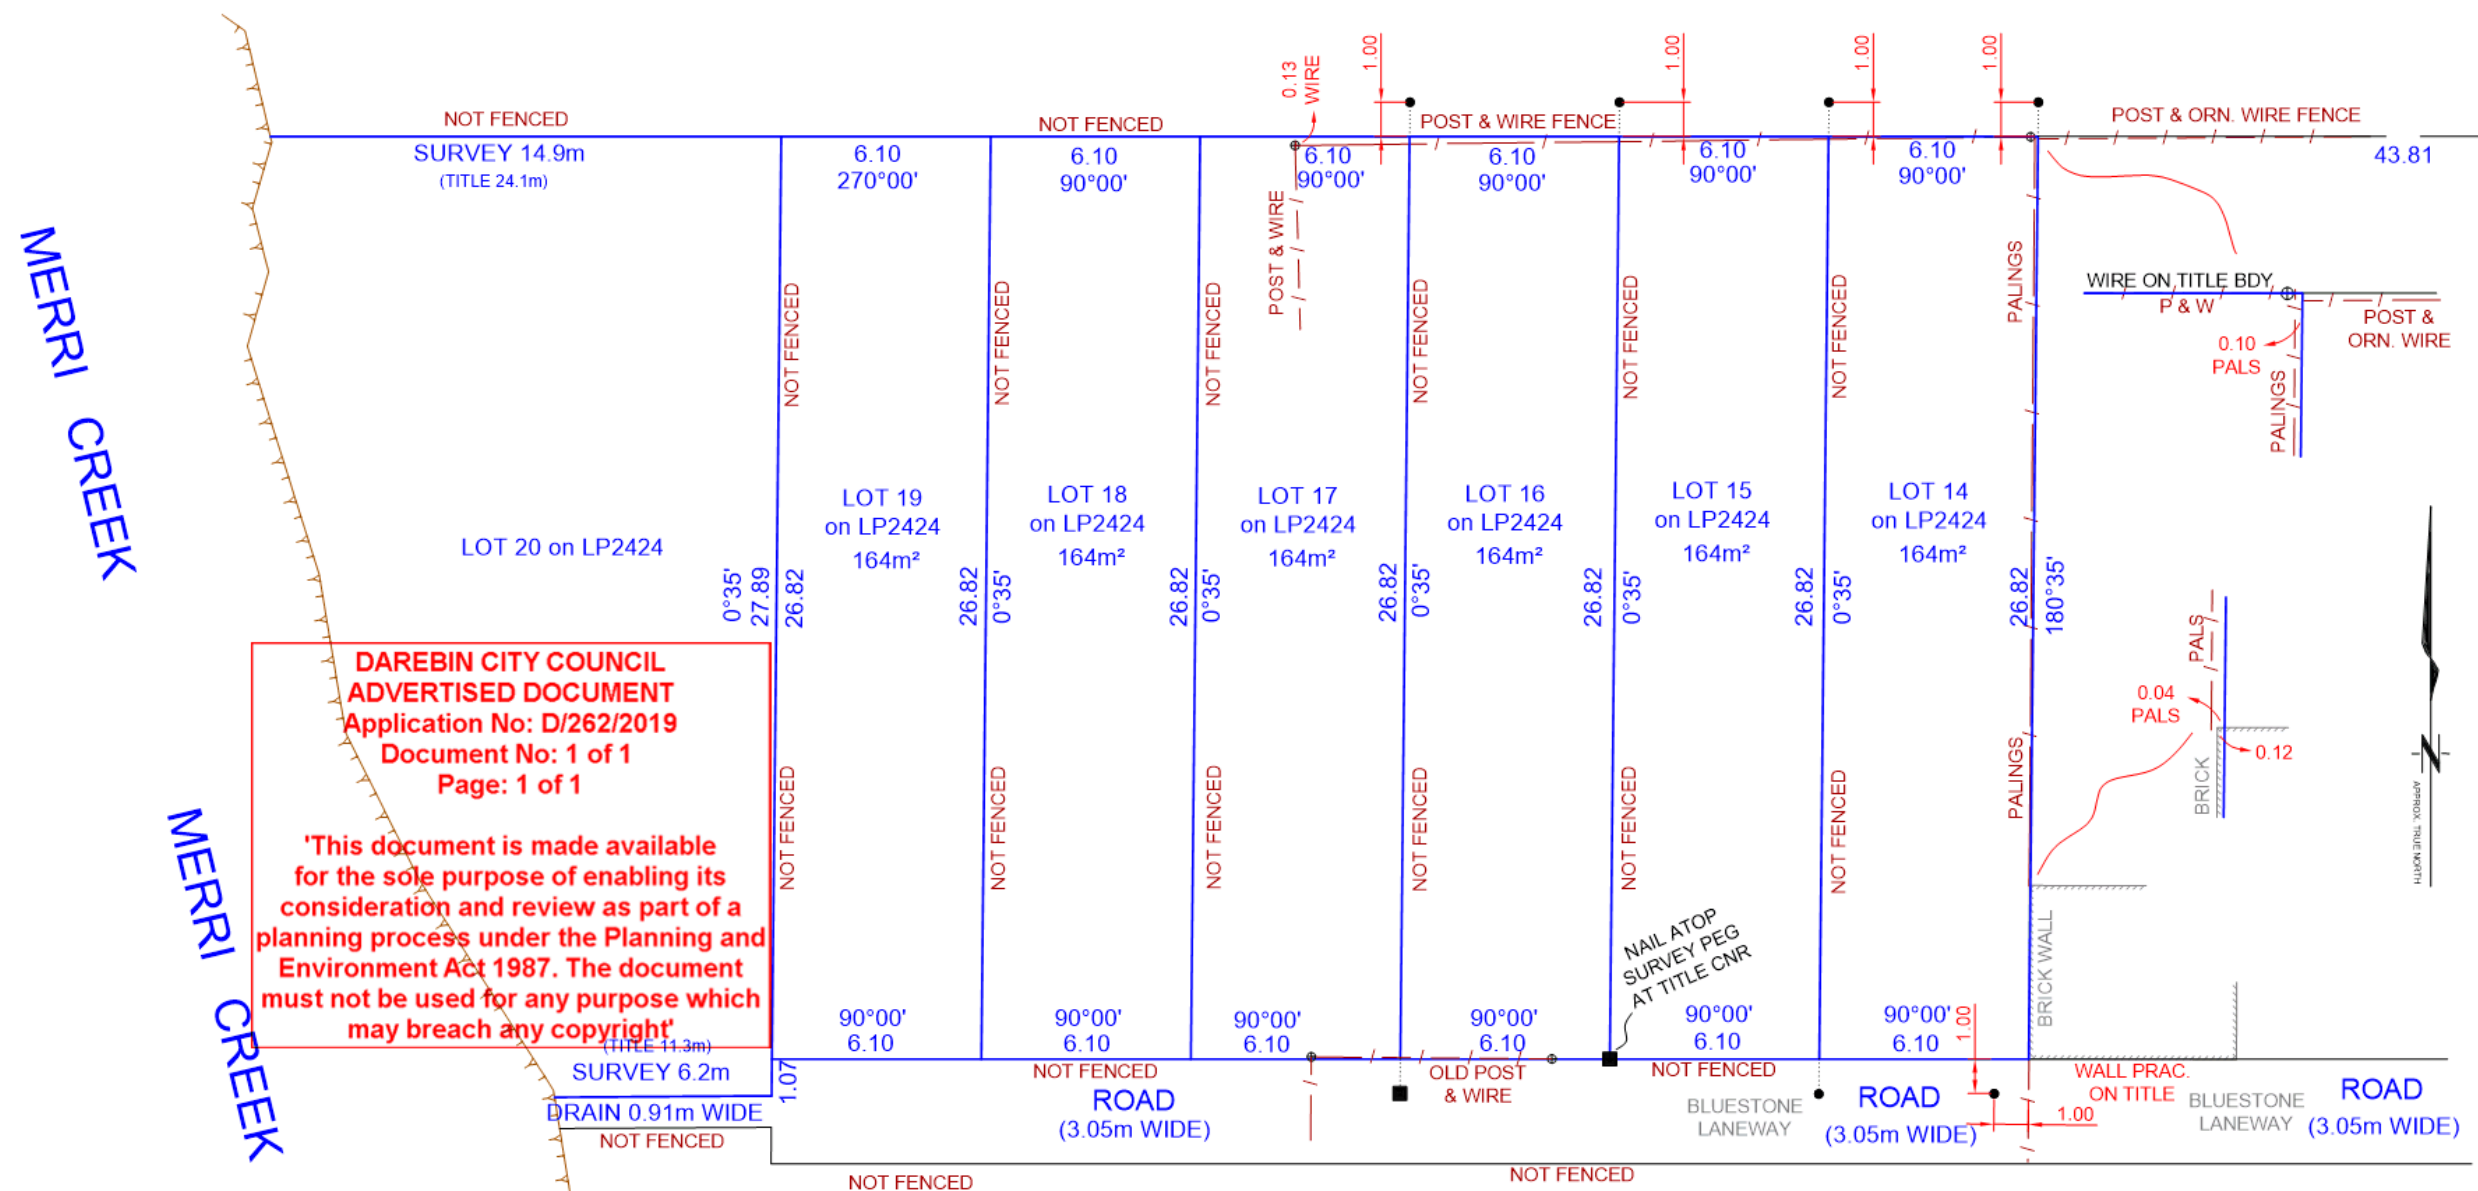 1.00
1.00
1.00
1.00
0.13
WIRE
NOT FENCED
NOT FENCED
POST & WIRE FENCE
POST & ORN. WIRE FENCE
SURVEY 14.9m
(TITLE 24.1m)
6.10
270°00'
6.10
90°00'
6.10
90°00'
6.10
90°00'
6.10
90°00'
6.10
90°00'
43.81
MERRI CREEK
POST & WIRE
NOT FENCED
NOT FENCED
NOT FENCED
NOT FENCED
NOT FENCED
NOT FENCED
PALINGS
WIRE ON TITLE BDY
P & W
POST &
ORN. WIRE
0.10
PALS
PALINGS
LOT 20 on LP2424
LOT 19
on LP2424
164m²
LOT 18
on LP2424
164m²
LOT 17
on LP2424
164m²
LOT 16
on LP2424
164m²
LOT 15
on LP2424
164m²
LOT 14
on LP2424
164m²
0°35'
27.89
26.82
26.82
0°35'
26.82
0°35'
26.82
0°35'
26.82
0°35'
26.82
0°35'
26.82
180°35'
PALS
0.04
PALS
0.12
BRICK
N
APPROX. TRUE NORTH
DAREBIN CITY COUNCIL
ADVERTISED DOCUMENT
Application No: D/262/2019
Document No: 1 of 1
Page: 1 of 1
'This document is made available
for the sole purpose of enabling its
consideration and review as part of a
planning process under the Planning and
Environment Act 1987. The document
must not be used for any purpose which
may breach any copyright'
MERRI CREEK
NOT FENCED
NOT FENCED
NOT FENCED
NOT FENCED
NOT FENCED
NOT FENCED
PALINGS
NAIL ATOP
SURVEY PEG
AT TITLE CNR
BRICK WALL
(TITLE 11.3m)
SURVEY 6.2m
1.07
90°00'
6.10
90°00'
6.10
90°00'
6.10
90°00'
6.10
90°00'
6.10
90°00'
6.10
1.00
DRAIN 0.91m WIDE
NOT FENCED
NOT FENCED
ROAD
(3.05m WIDE)
OLD POST
& WIRE
NOT FENCED
BLUESTONE
LANEWAY
ROAD
(3.05m WIDE)
1.00
WALL PRAC.
ON TITLE
BLUESTONE
LANEWAY
ROAD
(3.05m WIDE)
NOT FENCED
NOT FENCED